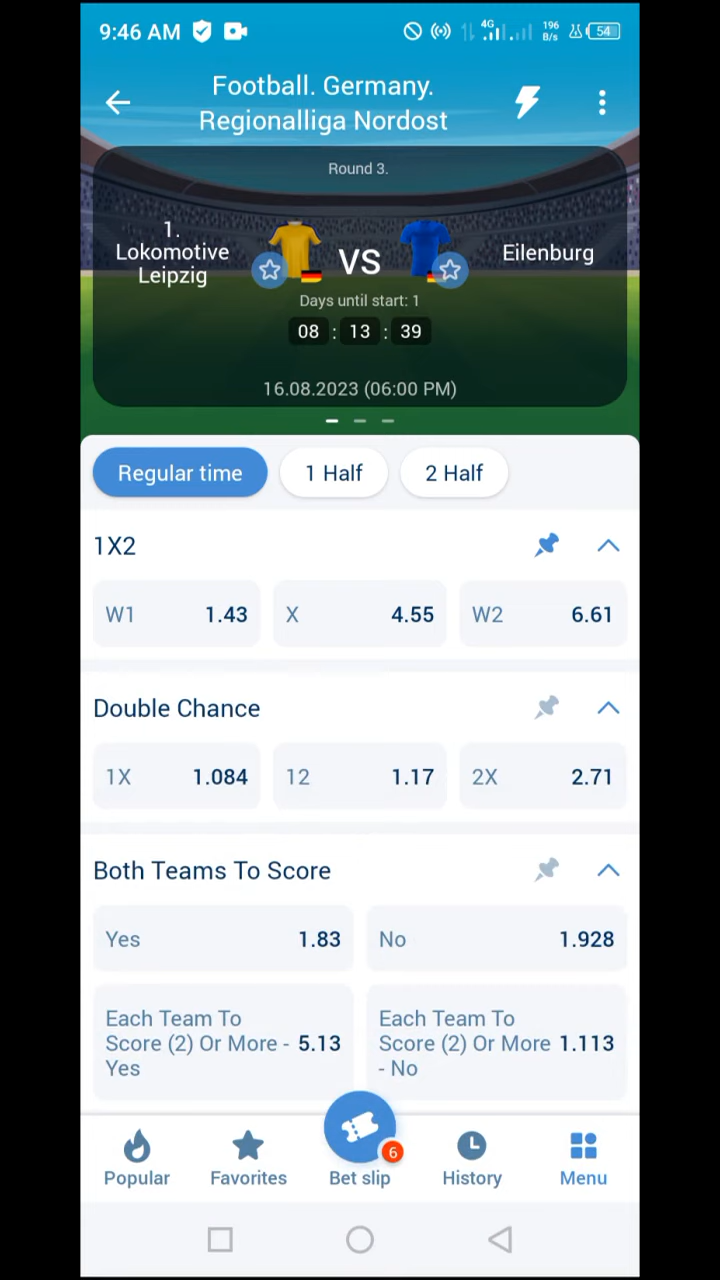 9:46 AM 4G 196 B/s 54
Football. Germany.
Regionalliga Nordost
Round 3.
1.
Lokomotive
Leipzig
VS
Eilenburg
Days until start: 1
08 : 13 : 39
16.08.2023 (06:00 PM)
Regular time 1 Half 2 Half
1X2
W1 1.43 X 4.55 W2 6.61
Double Chance
1X 1.084 12 1.17 2X 2.71
Both Teams To Score
Yes 1.83 No 1.928
Each Team To
Score (2) Or More -
Yes
5.13
Each Team To
Score (2) Or More
- No
1.113
6
Popular Favorites Bet slip History Menu